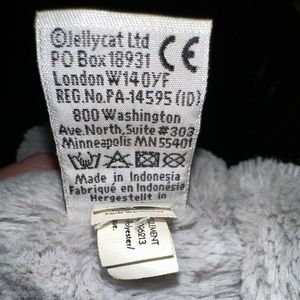 ©Jellycat Ltd
PO Box 18931
London W14 0YF
REG.No.PA-14595 (ID)
800 Washington
Ave.North,Suite #303
Minneapolis MN 55401
Made in Indonesia
Fabriqué en Indonesia
Hergestellt in